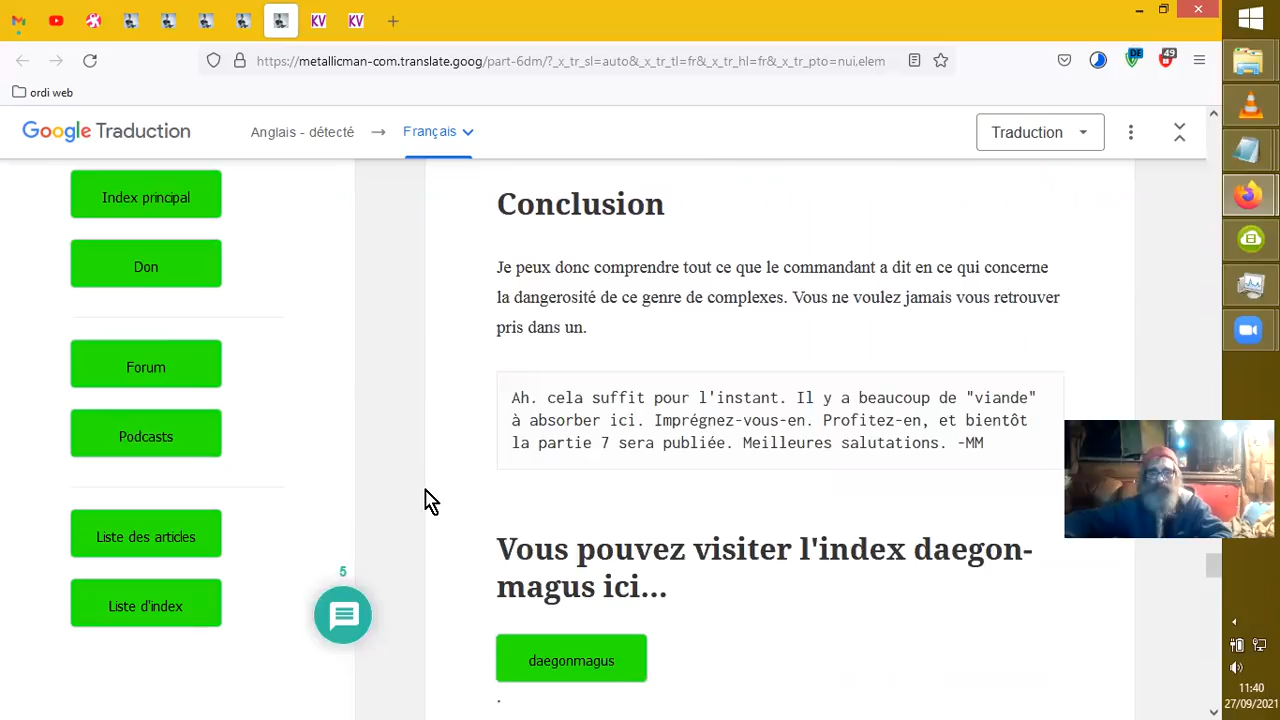 KV
KV
https://metallicman-com.translate.goog/part-6dm/?_x_tr_sl=auto&_x_tr_tl=fr&_x_tr_hl=fr&_x_tr_pto=nui,elem
DE
49
ordi web
Google Traduction
Anglais - détecté
Français
Traduction
Index principal
Don
Forum
Podcasts
Liste des articles
Liste d'index
5
Conclusion
Je peux donc comprendre tout ce que le commandant a dit en ce qui concerne
la dangerosité de ce genre de complexes. Vous ne voulez jamais vous retrouver
pris dans un.
Ah. cela suffit pour l'instant. Il y a beaucoup de "viande"
à absorber ici. Imprégnez-vous-en. Profitez-en, et bientôt
la partie 7 sera publiée. Meilleures salutations. -MM
Vous pouvez visiter l'index daegon-
magus ici...
daegonmagus
.
11:40
27/09/2021